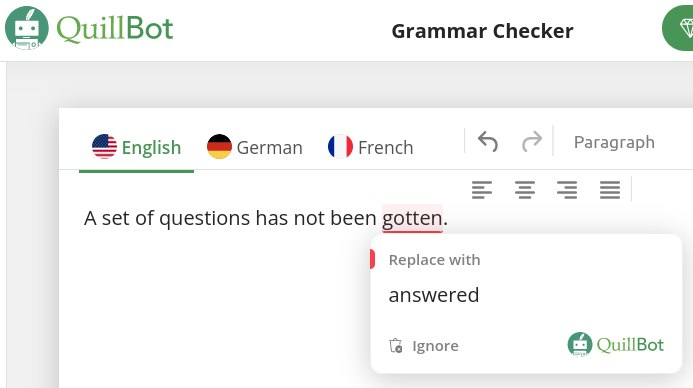 QuillBot
Grammar Checker
English
German
French
Paragraph
A set of questions has not been gotten.
Replace with
answered
Ignore
QuillBot